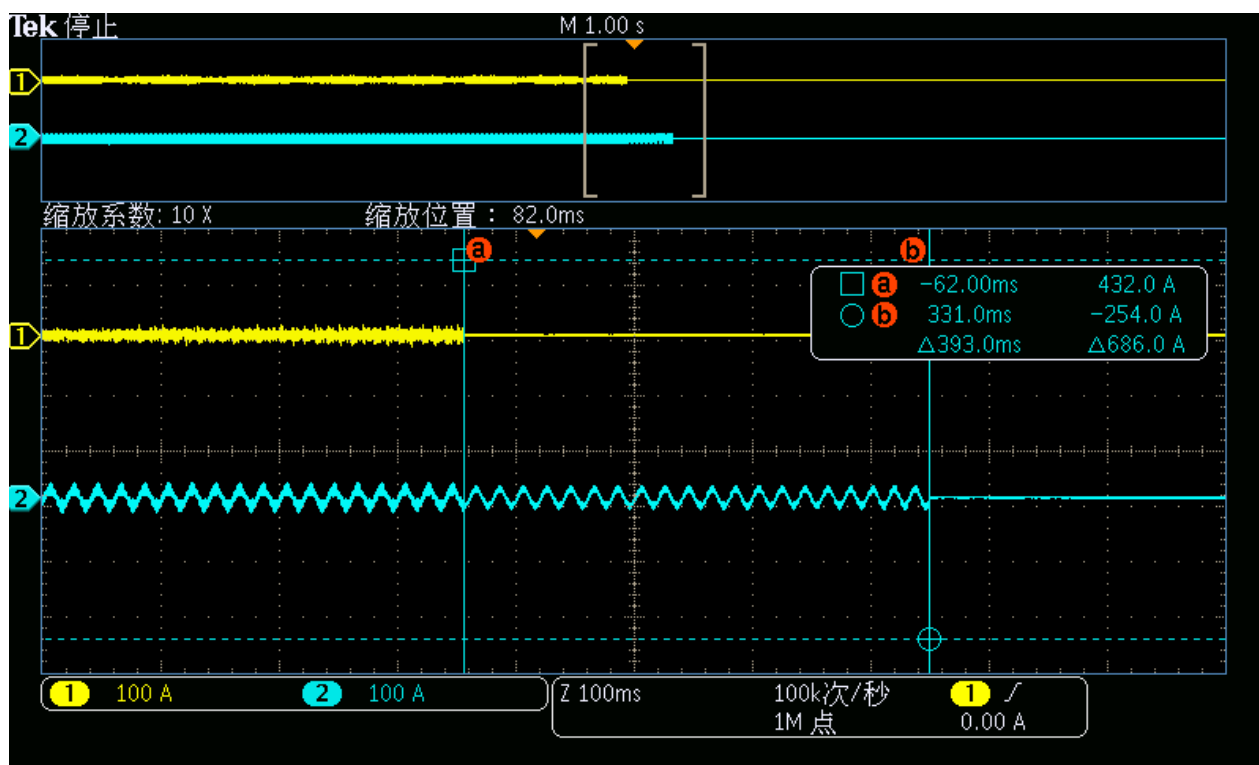 Tek 停止 M 1.00 s
1
2
缩放系数: 10 X 缩放位置： 82.0ms
a b
a -62.00ms 432.0 A
b 331.0ms -254.0 A
△393.0ms △686.0 A
1
2
1 100 A 2 100 A Z 100ms 100k次/秒 1
1M 点 0.00 A